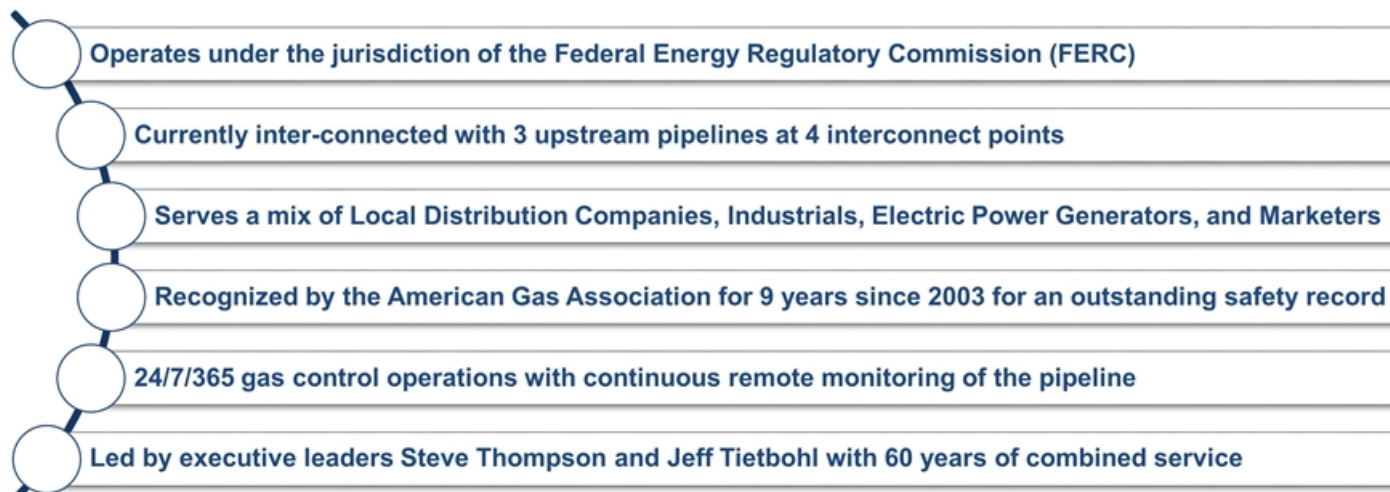 Operates under the jurisdiction of the Federal Energy Regulatory Commission (FERC)
Currently inter-connected with 3 upstream pipelines at 4 interconnect points
Serves a mix of Local Distribution Companies, Industrials, Electric Power Generators, and Marketers
Recognized by the American Gas Association for 9 years since 2003 for an outstanding safety record
24/7/365 gas control operations with continuous remote monitoring of the pipeline
Led by executive leaders Steve Thompson and Jeff Tietbohl with 60 years of combined service